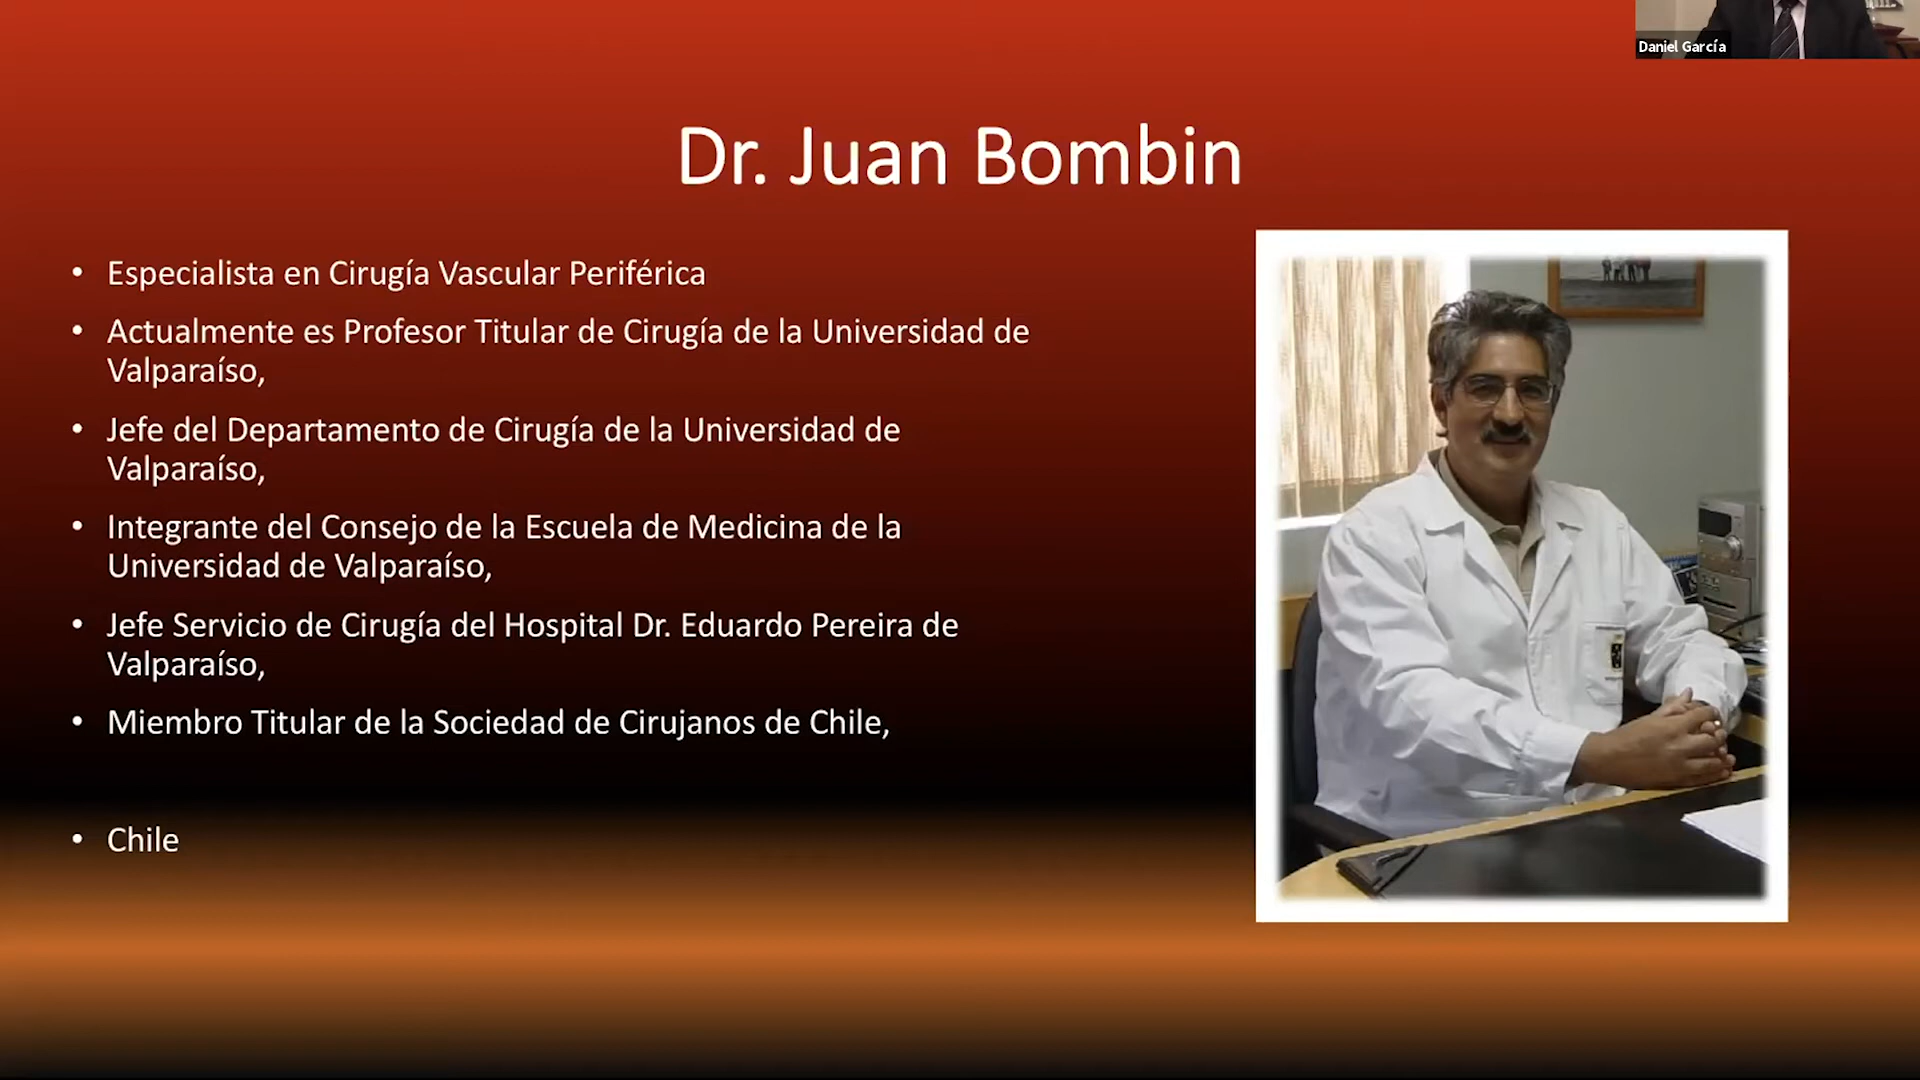 Daniel García
Dr. Juan Bombin
• Especialista en Cirugía Vascular Periférica
• Actualmente es Profesor Titular de Cirugía de la Universidad de
Valparaíso,
• Jefe del Departamento de Cirugía de la Universidad de
Valparaíso,
• Integrante del Consejo de la Escuela de Medicina de la
Universidad de Valparaíso,
• Jefe Servicio de Cirugía del Hospital Dr. Eduardo Pereira de
Valparaíso,
• Miembro Titular de la Sociedad de Cirujanos de Chile,
• Chile